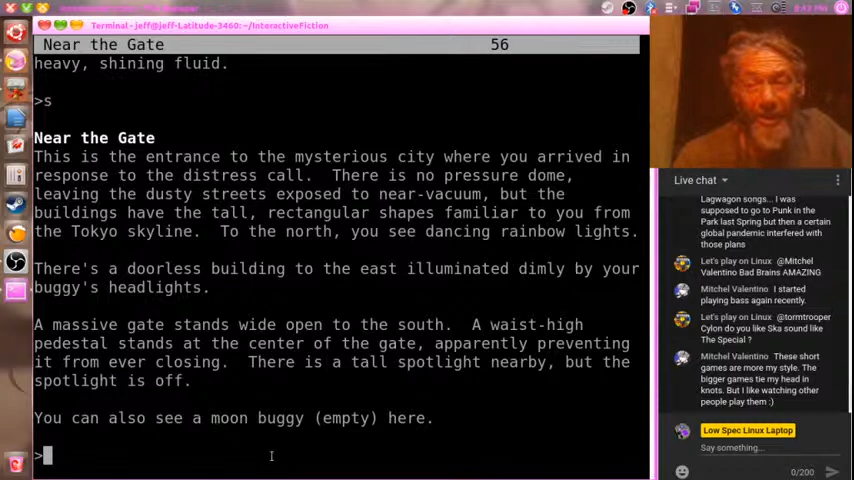 Terminal - jeff@jeff-Latitude-3460:~/InteractiveFiction
Near the Gate 56
heavy, shining fluid.
>s
Near the Gate
This is the entrance to the mysterious city where you arrived in
response to the distress call. There is no pressure dome,
leaving the dusty streets exposed to near-vacuum, but the
buildings have the tall, rectangular shapes familiar to you from
the Tokyo skyline. To the north, you see dancing rainbow lights.
There's a doorless building to the east illuminated dimly by your
buggy's headlights.
A massive gate stands wide open to the south. A waist-high
pedestal stands at the center of the gate, apparently preventing
it from ever closing. There is a tall spotlight nearby, but the
spotlight is off.
You can also see a moon buggy (empty) here.
>
Live chat
Lagwagon songs... I was
supposed to go to Punk in the
Park last Spring but then a certain
global pandemic interfered with
those plans
Let's play on Linux @Mitchel
Valentino Bad Brains AMAZING
Mitchel Valentino I started
playing bass again recently.
Let's play on Linux @tormtrooper
Cylon do you like Ska sound like
The Special ?
Mitchel Valentino These short
games are more my style. The
bigger games tie my head in
knots. But I like watching other
people play them :)
Low Spec Linux Laptop
Say something...
0/200